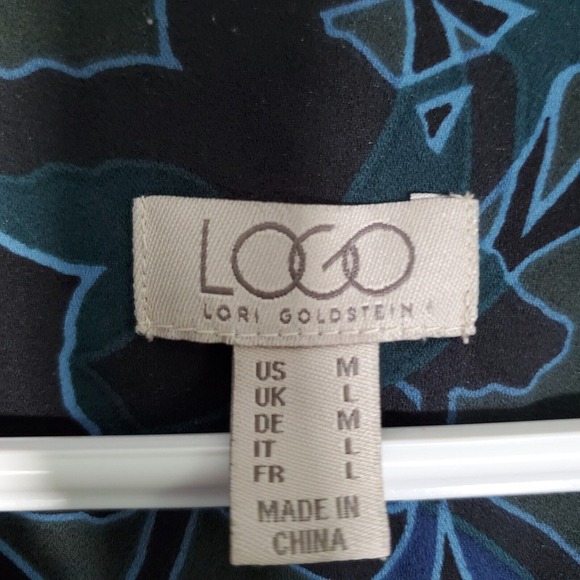 LOGO
LORI GOLDSTEIN
US M
UK L
DE M
IT L
FR L
MADE IN
CHINA